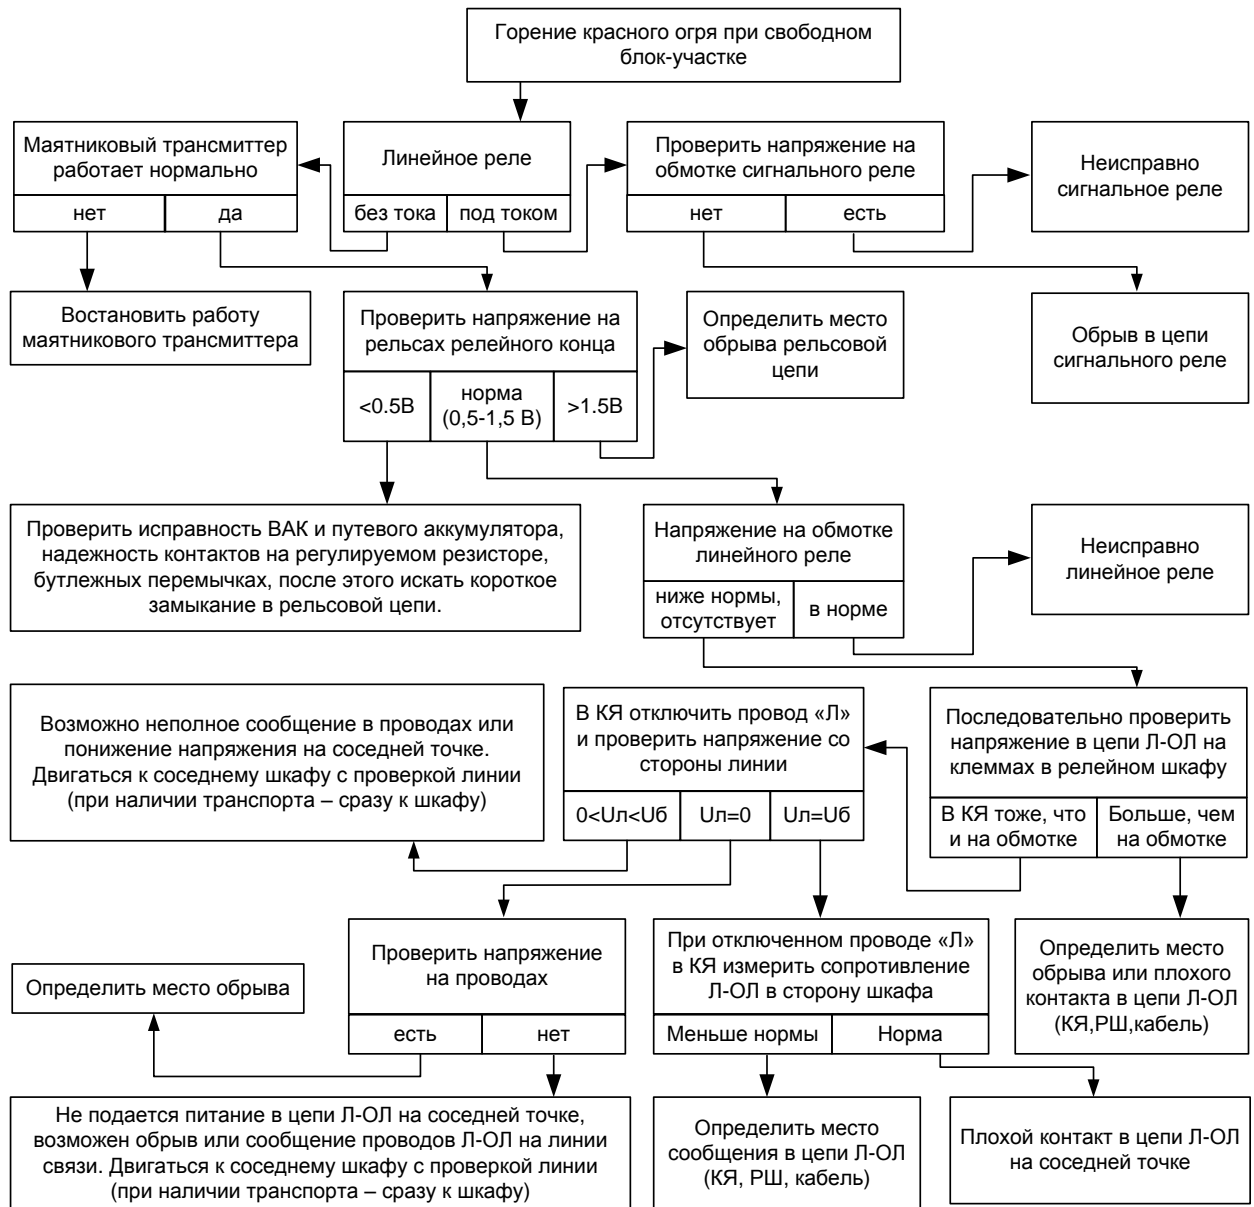 Горение красного огря при свободном
блок-участке
Маятниковый трансмиттер
работает нормально
нет
да
Линейное реле
без тока
под током
Проверить напряжение на
обмотке сигнального реле
нет
есть
Неисправно
сигнальное реле
Востановить работу
маятникового трансмиттера
Проверить напряжение на
рельсах релейного конца
<0.5В
норма
(0,5-1,5 В)
>1.5В
Определить место
обрыва рельсовой
цепи
Обрыв в цепи
сигнального реле
Проверить исправность ВАК и путевого аккумулятора,
надежность контактов на регулируемом резисторе,
бутлежных перемычках, после этого искать короткое
замыкание в рельсовой цепи.
Напряжение на обмотке
линейного реле
ниже нормы,
отсутствует
в норме
Неисправно
линейное реле
Возможно неполное сообщение в проводах или
понижение напряжения на соседней точке.
Двигаться к соседнему шкафу с проверкой линии
(при наличии транспорта – сразу к шкафу)
В КЯ отключить провод «Л»
и проверить напряжение со
стороны линии
0<Uл<Uб
Uл=0
Uл=Uб
Последовательно проверить
напряжение в цепи Л-ОЛ на
клеммах в релейном шкафу
В КЯ тоже, что
и на обмотке
Больше, чем
на обмотке
Определить место обрыва
Проверить напряжение
на проводах
есть
нет
При отключенном проводе «Л»
в КЯ измерить сопротивление
Л-ОЛ в сторону шкафа
Меньше нормы
Норма
Определить место
обрыва или плохого
контакта в цепи Л-ОЛ
(КЯ,РШ,кабель)
Не подается питание в цепи Л-ОЛ на соседней точке,
возможен обрыв или сообщение проводов Л-ОЛ на линии
связи. Двигаться к соседнему шкафу с проверкой линии
(при наличии транспорта – сразу к шкафу)
Определить место
сообщения в цепи Л-ОЛ
(КЯ, РШ, кабель)
Плохой контакт в цепи Л-ОЛ
на соседней точке